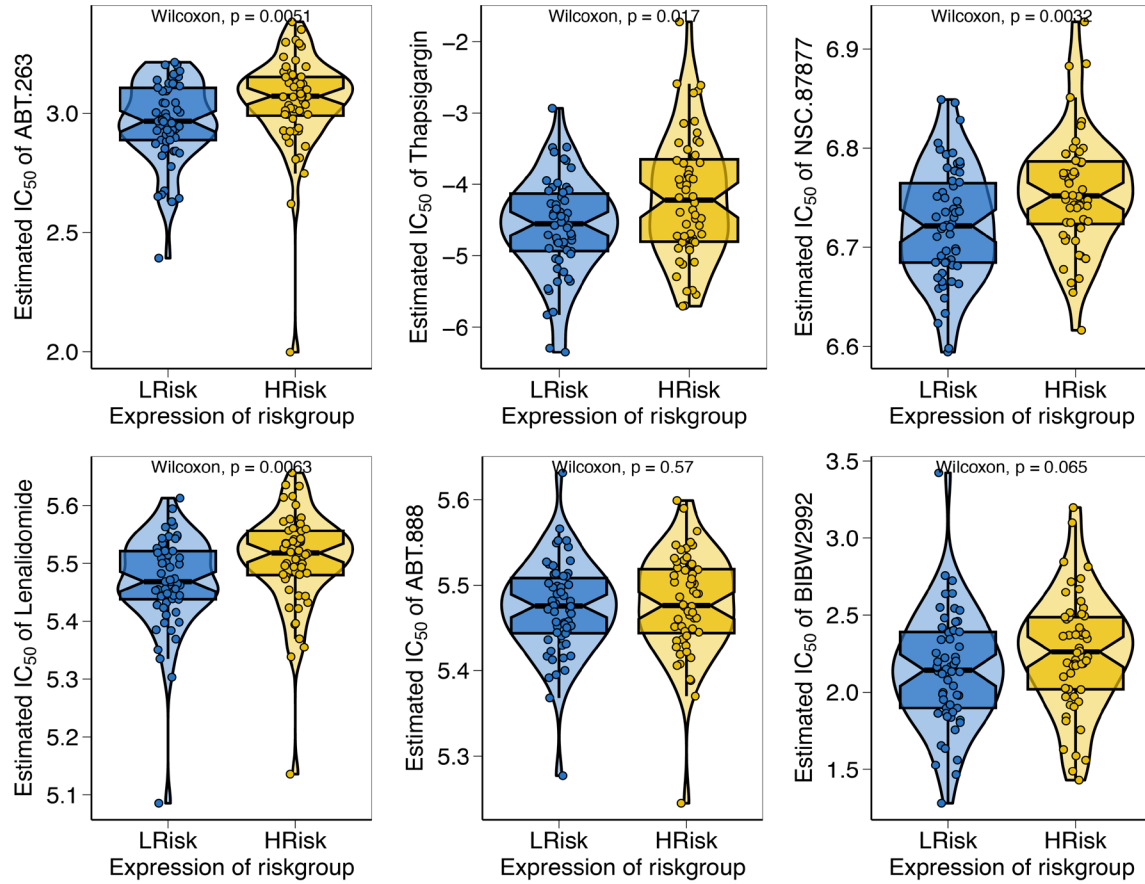 Wilcoxon, p = 0.0051
Estimated IC50 of ABT.263
3.0
2.5
2.0
LRisk HRisk
Expression of riskgroup
Wilcoxon, p = 0.017
Estimated IC50 of Thapsigargin
−2
−3
−4
−5
−6
LRisk HRisk
Expression of riskgroup
Wilcoxon, p = 0.0032
Estimated IC50 of NSC.87877
6.9
6.8
6.7
6.6
LRisk HRisk
Expression of riskgroup
Wilcoxon, p = 0.0063
Estimated IC50 of Lenalidomide
5.6
5.5
5.4
5.3
5.2
5.1
LRisk HRisk
Expression of riskgroup
Wilcoxon, p = 0.57
Estimated IC50 of ABT.888
5.6
5.5
5.4
5.3
LRisk HRisk
Expression of riskgroup
Wilcoxon, p = 0.065
Estimated IC50 of BIBW2992
3.5
3.0
2.5
2.0
1.5
LRisk HRisk
Expression of riskgroup